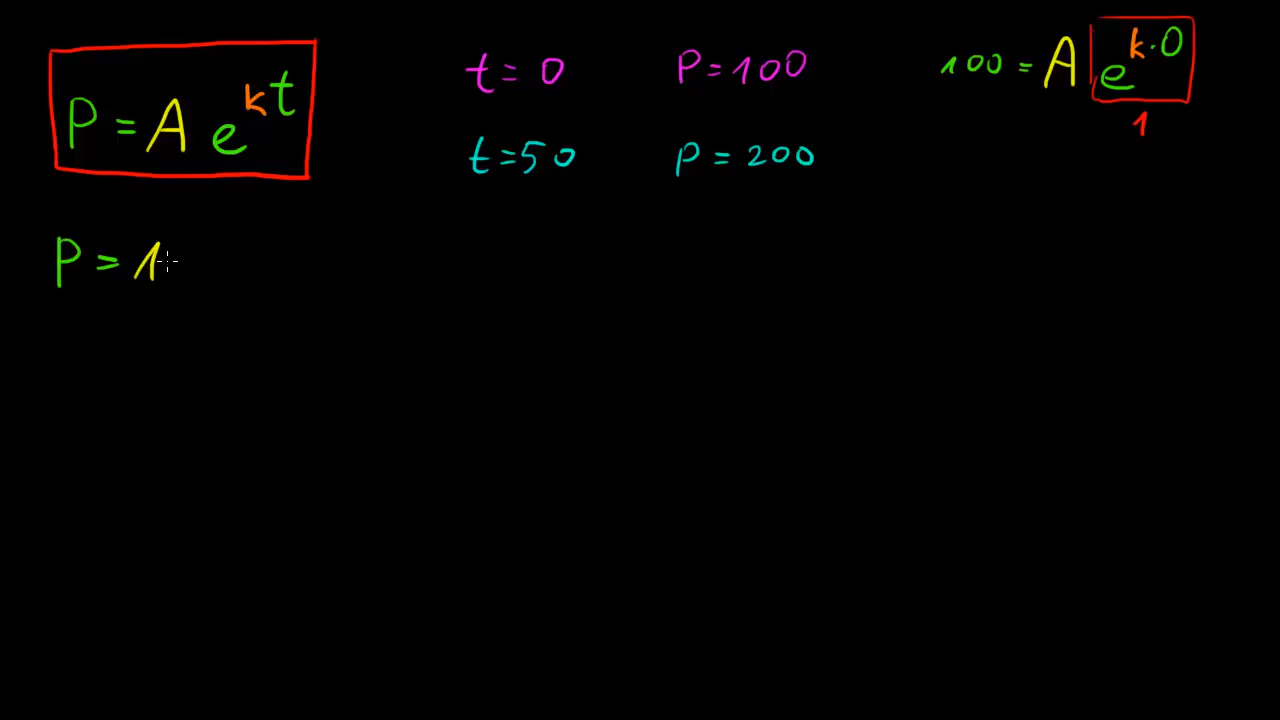 P = A e^{kt}
t = 0 P = 100
t = 50 P = 200
100 = A e^{k·0}
1
P = 1